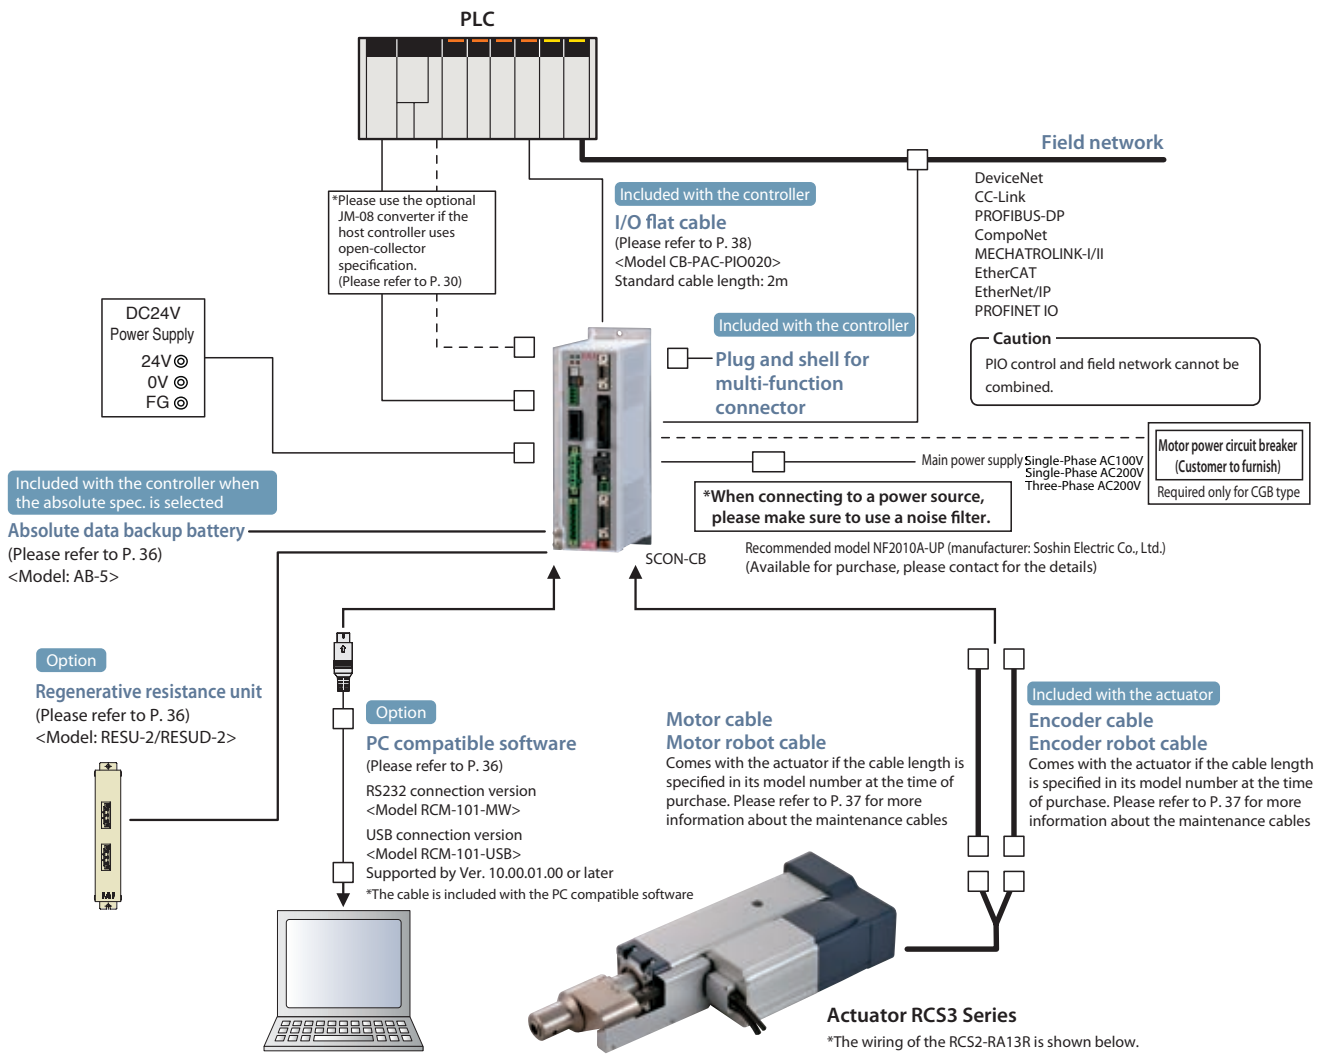 PLC
Field network
DeviceNet
CC-Link
PROFIBUS-DP
CompoNet
MECHATROLINK-I/II
EtherCAT
EtherNet/IP
PROFINET IO
Caution
PIO control and field network cannot be
combined.
*Please use the optional
JM-08 converter if the
host controller uses
open-collector
specification.
(Please refer to P. 30)
Included with the controller
I/O flat cable
(Please refer to P. 38)
<Model CB-PAC-PIO020>
Standard cable length: 2m
DC24V
Power Supply
24V
0V
FG
Included with the controller
Plug and shell for
multi-function
connector
Motor power circuit breaker
(Customer to furnish)
Required only for CGB type
Main power supply
Single-Phase AC100V
Single-Phase AC200V
Three-Phase AC200V
*When connecting to a power source,
please make sure to use a noise filter.
Recommended model NF2010A-UP (manufacturer: Soshin Electric Co., Ltd.)
(Available for purchase, please contact for the details)
SCON-CB
Included with the controller when
the absolute spec. is selected
Absolute data backup battery
(Please refer to P. 36)
<Model: AB-5>
Option
Regenerative resistance unit
(Please refer to P. 36)
<Model: RESU-2/RESUD-2>
Option
PC compatible software
(Please refer to P. 36)
RS232 connection version
<Model RCM-101-MW>
USB connection version
<Model RCM-101-USB>
Supported by Ver. 10.00.01.00 or later
*The cable is included with the PC compatible software
Motor cable
Motor robot cable
Comes with the actuator if the cable length is
specified in its model number at the time of
purchase. Please refer to P. 37 for more
information about the maintenance cables
Included with the actuator
Encoder cable
Encoder robot cable
Comes with the actuator if the cable length
is specified in its model number at the time
of purchase. Please refer to P. 37 for more
information about the maintenance cables
Actuator RCS3 Series
*The wiring of the RCS2-RA13R is shown below.